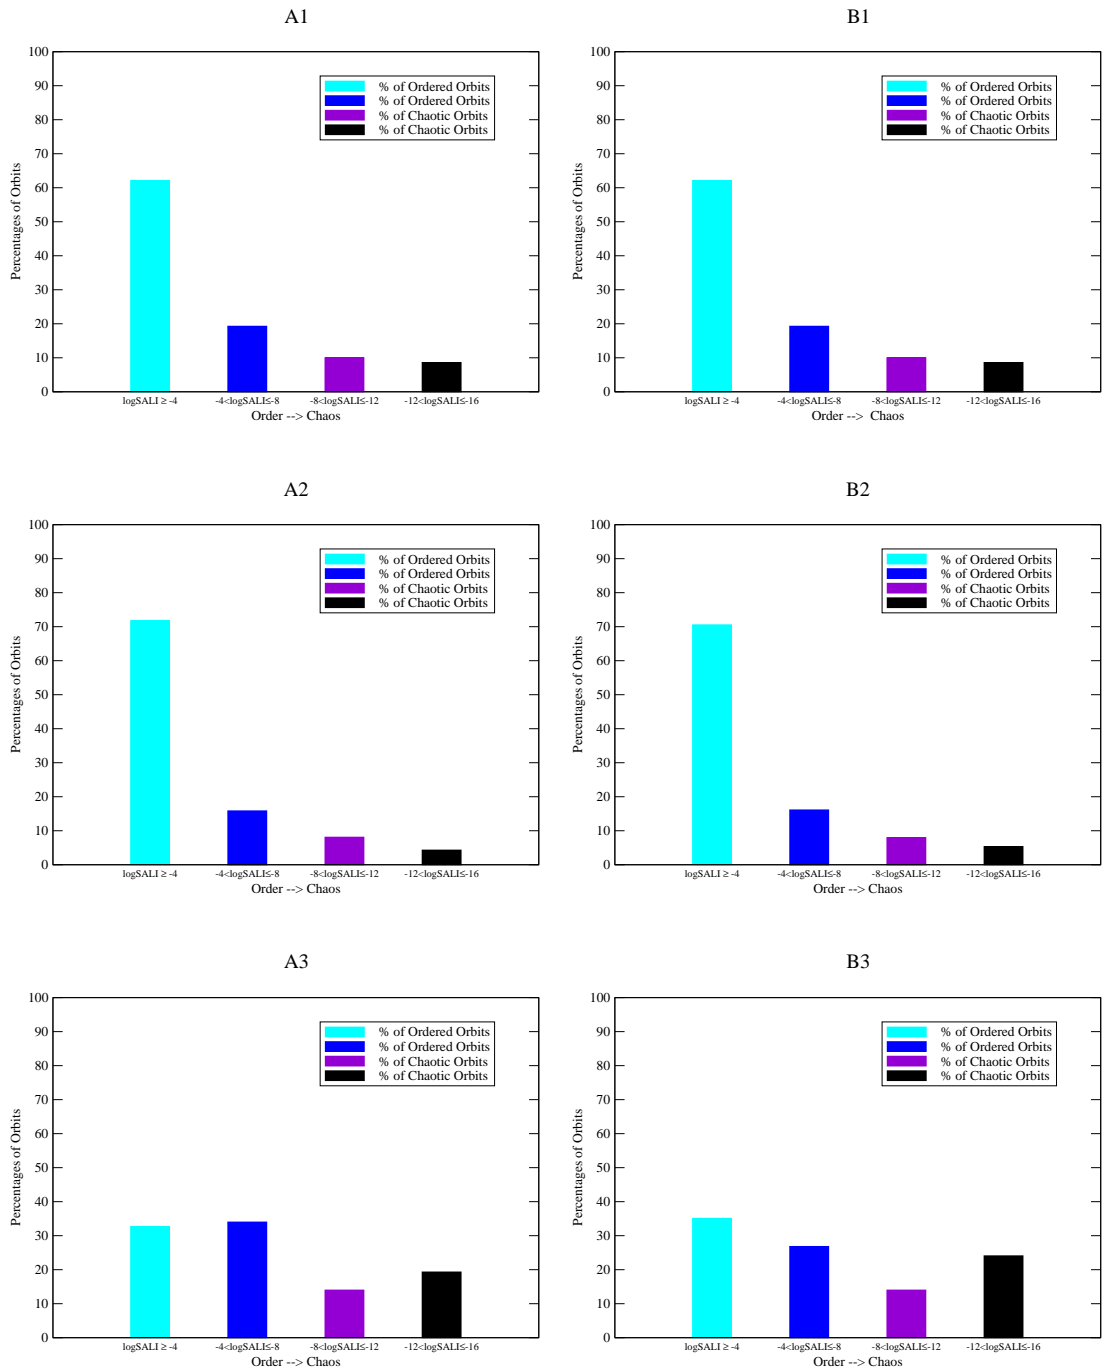 A1
100
90
80
70
60
50
40
30
20
10
0
Percentages of Orbits
% of Ordered Orbits
% of Ordered Orbits
% of Chaotic Orbits
% of Chaotic Orbits
logSALI ≥ -4
-4<logSALI≤-8
-8<logSALI≤-12
-12<logSALI≤-16
Order --> Chaos
B1
100
90
80
70
60
50
40
30
20
10
0
Percentages of Orbits
% of Ordered Orbits
% of Ordered Orbits
% of Chaotic Orbits
% of Chaotic Orbits
logSALI ≥ -4
-4<logSALI≤-8
-8<logSALI≤-12
-12<logSALI≤-16
Order --> Chaos
A2
100
90
80
70
60
50
40
30
20
10
0
Percentages of Orbits
% of Ordered Orbits
% of Ordered Orbits
% of Chaotic Orbits
% of Chaotic Orbits
logSALI ≥ -4
-4<logSALI≤-8
-8<logSALI≤-12
-12<logSALI≤-16
Order --> Chaos
B2
100
90
80
70
60
50
40
30
20
10
0
Percentages of Orbits
% of Ordered Orbits
% of Ordered Orbits
% of Chaotic Orbits
% of Chaotic Orbits
logSALI ≥ -4
-4<logSALI≤-8
-8<logSALI≤-12
-12<logSALI≤-16
Order --> Chaos
A3
100
90
80
70
60
50
40
30
20
10
0
Percentages of Orbits
% of Ordered Orbits
% of Ordered Orbits
% of Chaotic Orbits
% of Chaotic Orbits
logSALI ≥ -4
-4<logSALI≤-8
-8<logSALI≤-12
-12<logSALI≤-16
Order --> Chaos
B3
100
90
80
70
60
50
40
30
20
10
0
Percentages of Orbits
% of Ordered Orbits
% of Ordered Orbits
% of Chaotic Orbits
% of Chaotic Orbits
logSALI ≥ -4
-4<logSALI≤-8
-8<logSALI≤-12
-12<logSALI≤-16
Order --> Chaos